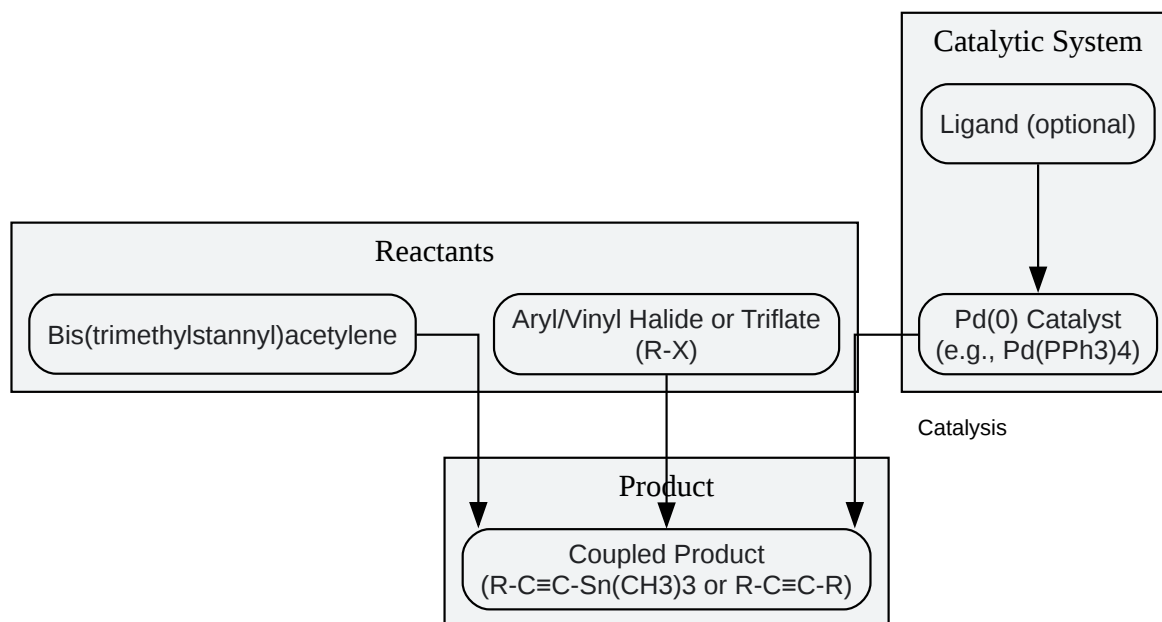 Catalytic System
Ligand (optional)
Reactants
Bis(trimethylstannyl)acetylene
Aryl/Vinyl Halide or Triflate
(R-X)
Pd(0) Catalyst
(e.g., Pd(PPh3)4)
Catalysis
Product
Coupled Product
(R-C≡C-Sn(CH3)3 or R-C≡C-R)